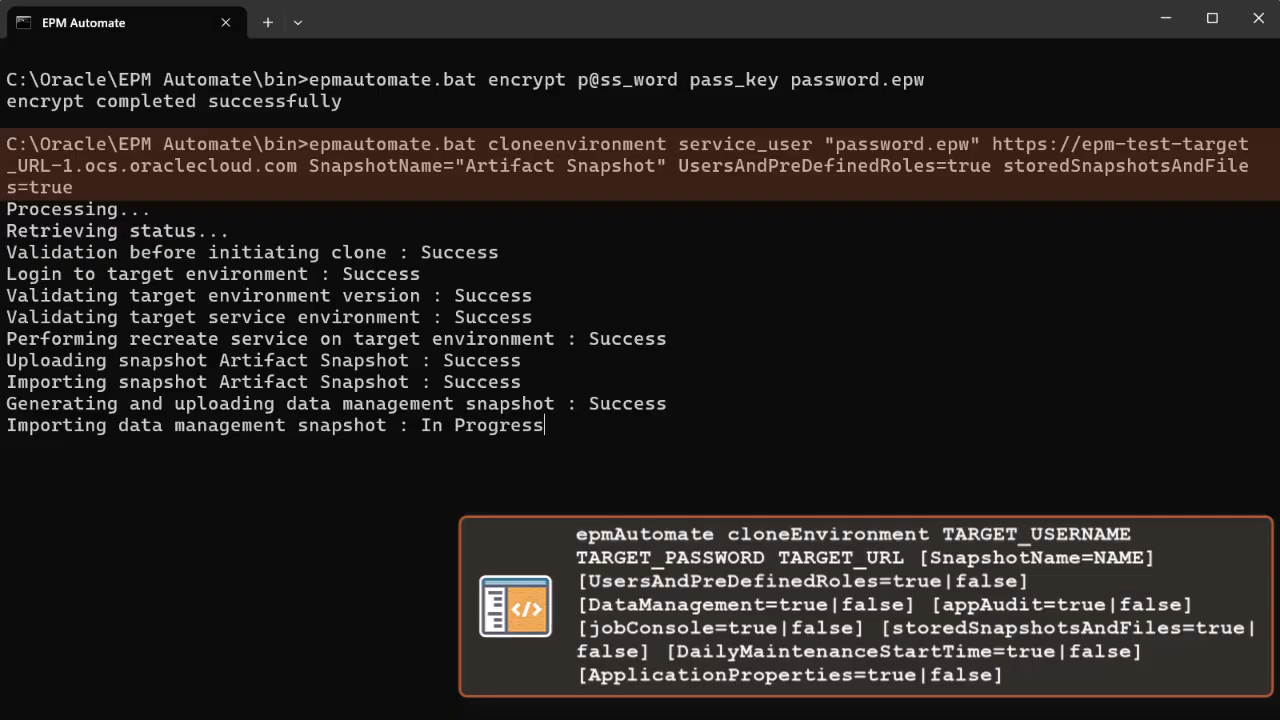 EPM Automate
C:\Oracle\EPM Automate\bin>epmautomate.bat encrypt p@ss_word pass_key password.epw
encrypt completed successfully
C:\Oracle\EPM Automate\bin>epmautomate.bat cloneenvironment service_user "password.epw" https://epm-test-target
_URL-1.ocs.oraclecloud.com SnapshotName="Artifact Snapshot" UsersAndPreDefinedRoles=true storedSnapshotsAndFile
s=true
Processing...
Retrieving status...
Validation before initiating clone : Success
Login to target environment : Success
Validating target environment version : Success
Validating target service environment : Success
Performing recreate service on target environment : Success
Uploading snapshot Artifact Snapshot : Success
Importing snapshot Artifact Snapshot : Success
Generating and uploading data management snapshot : Success
Importing data management snapshot : In Progress
epmAutomate cloneEnvironment TARGET_USERNAME
TARGET_PASSWORD TARGET_URL [SnapshotName=NAME]
[UsersAndPreDefinedRoles=true|false]
[DataManagement=true|false] [appAudit=true|false]
[jobConsole=true|false] [storedSnapshotsAndFiles=true|
false] [DailyMaintenanceStartTime=true|false]
[ApplicationProperties=true|false]